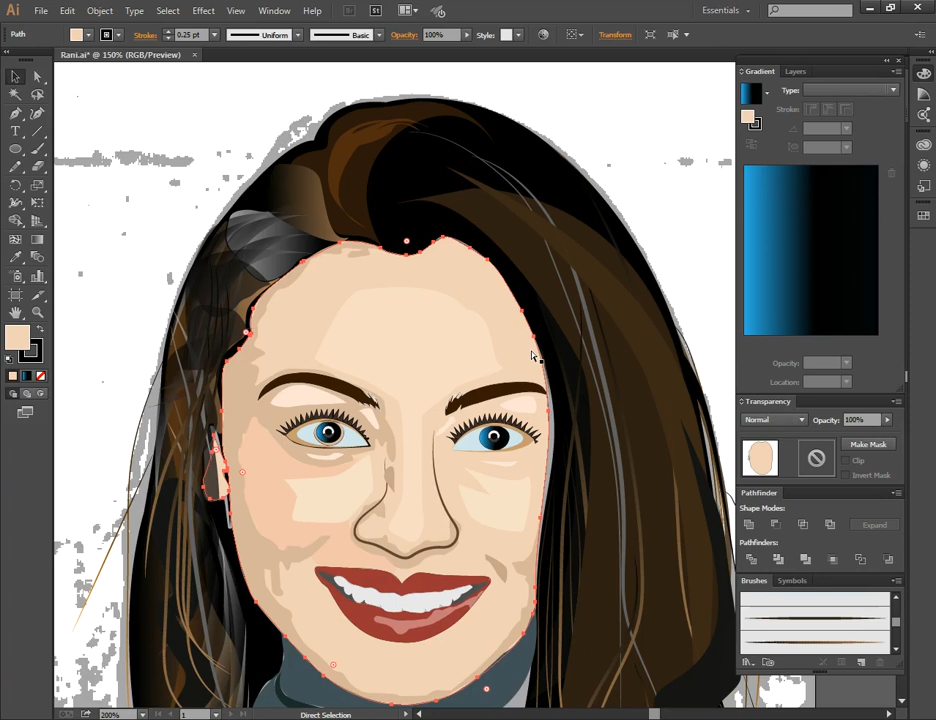 Ai File Edit Object Type Select Effect View Window Help Br St Essentials
Path Stroke: 0.25 pt Uniform Basic Opacity: 100% Style: Transform
Rani.ai* @ 150% (RGB/Preview) ×
Gradient Layers
Type:
Stroke:
Opacity:
Location:
Transparency
Normal Opacity: 100%
Make Mask
Clip
Invert Mask
Pathfinder
Shape Modes:
Expand
Pathfinders:
Brushes Symbols
200% 1 Direct Selection